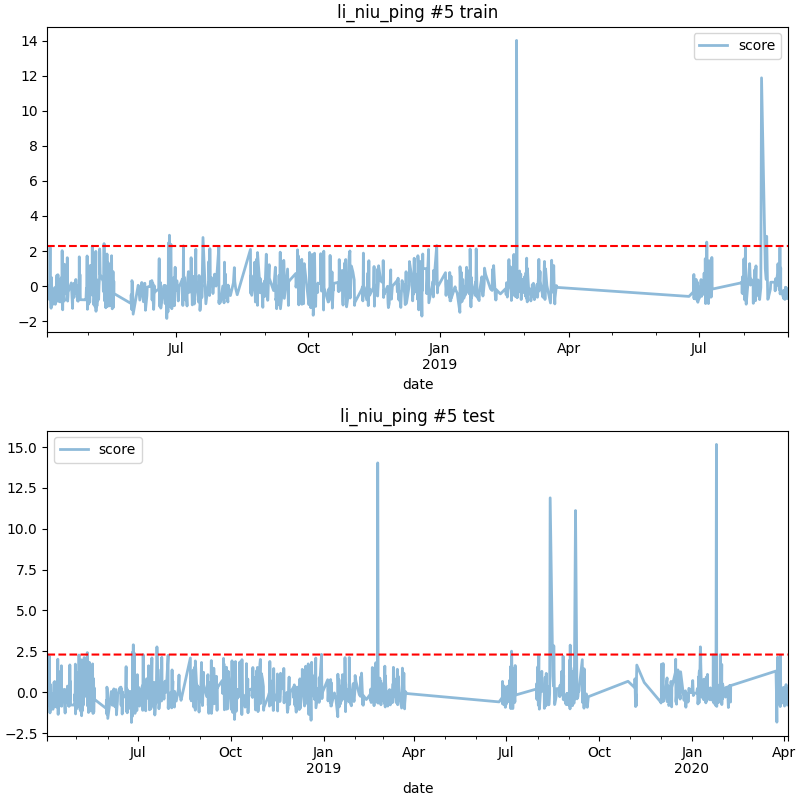 li_niu_ping #5 train
score
14
12
10
8
6
4
2
0
−2
Jul Oct Jan Apr Jul
2019
date
li_niu_ping #5 test
score
15.0
12.5
10.0
7.5
5.0
2.5
0.0
−2.5
Jul Oct Jan Apr Jul Oct Jan Apr
2019 2020
date